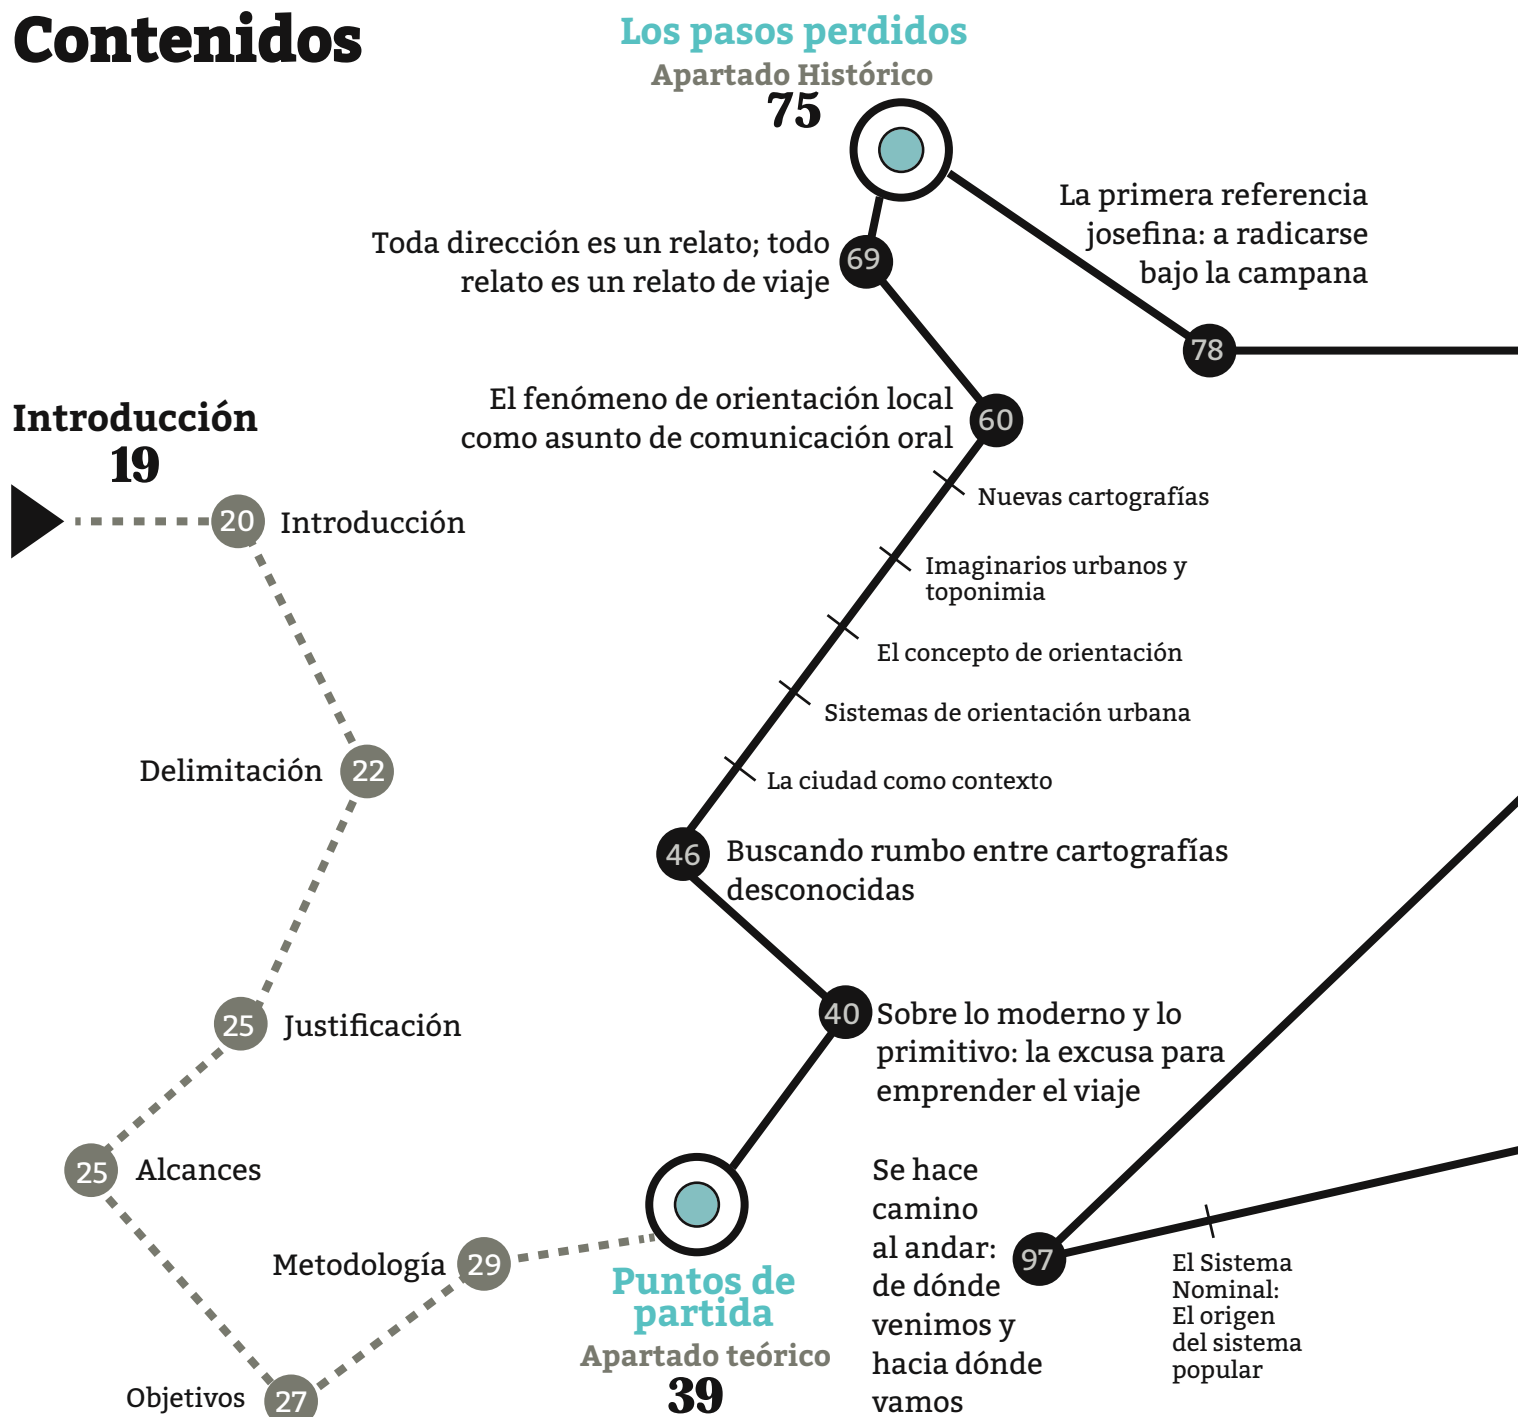 Contenidos
Los pasos perdidos
Apartado Histórico
75
La primera referencia
josefina: a radicarse
bajo la campana
78
Toda dirección es un relato; todo
relato es un relato de viaje
69
El fenómeno de orientación local
como asunto de comunicación oral
60
Nuevas cartografías
Imaginarios urbanos y
toponimia
El concepto de orientación
Sistemas de orientación urbana
La ciudad como contexto
46
Buscando rumbo entre cartografías
desconocidas
40
Sobre lo moderno y lo
primitivo: la excusa para
emprender el viaje
Introducción
19
20
Introducción
Delimitación
22
25
Justificación
25
Alcances
Objetivos
27
Metodología
29
Puntos de
partida
Apartado teórico
39
Se hace
camino
al andar:
de dónde
venimos y
hacia dónde
vamos
97
El Sistema
Nominal:
El origen
del sistema
popular